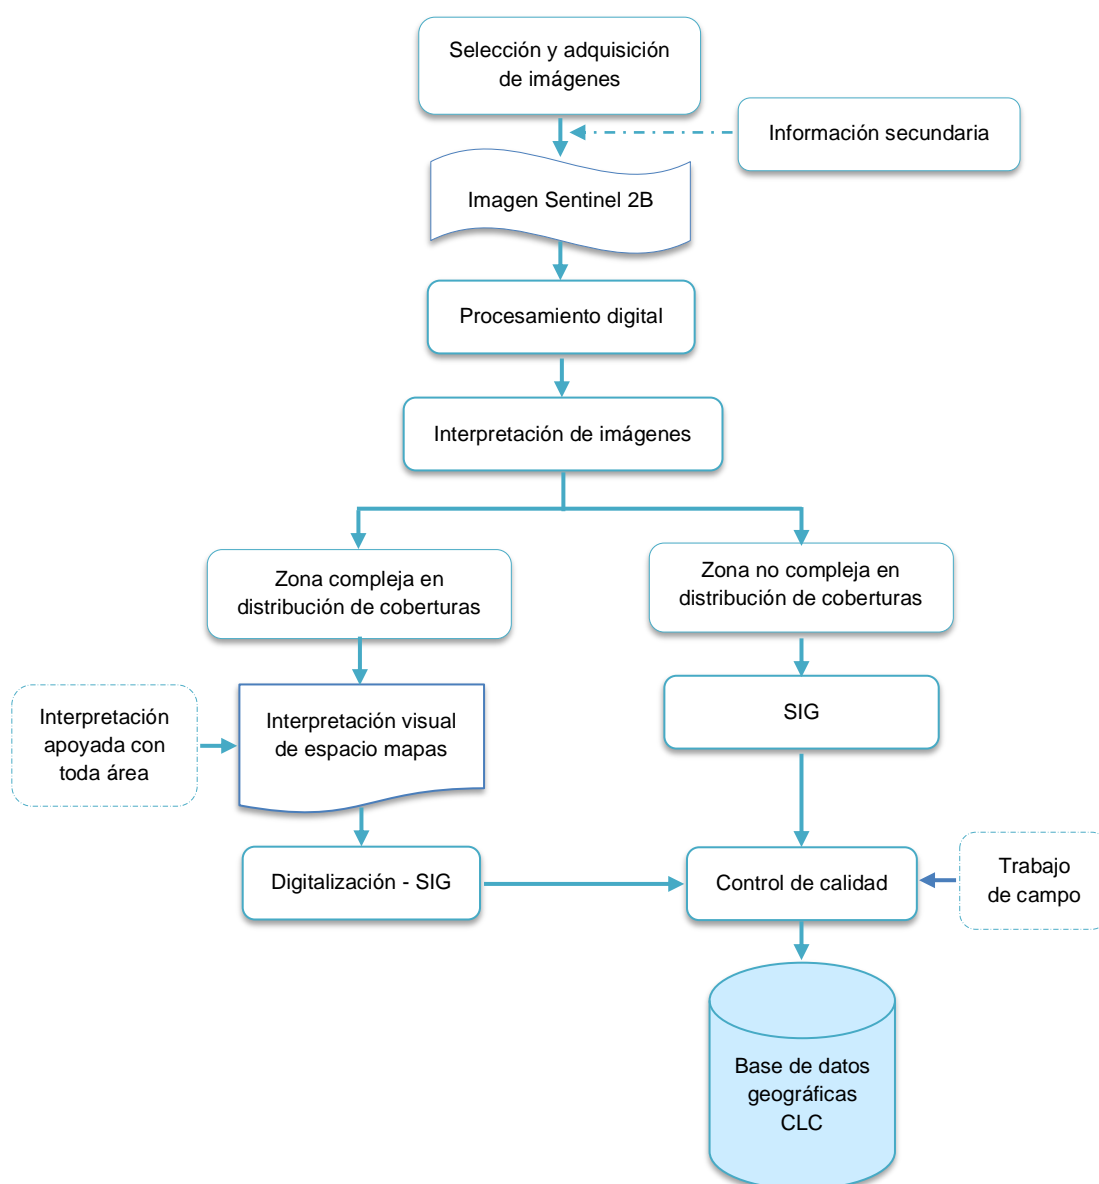 Selección y adquisición
de imágenes
Información secundaria
Imagen Sentinel 2B
Procesamiento digital
Interpretación de imágenes
Zona compleja en
distribución de coberturas
Zona no compleja en
distribución de coberturas
Interpretación
apoyada con
toda área
Interpretación visual
de espacio mapas
SIG
Digitalización - SIG
Control de calidad
Trabajo
de campo
Base de datos
geográficas
CLC